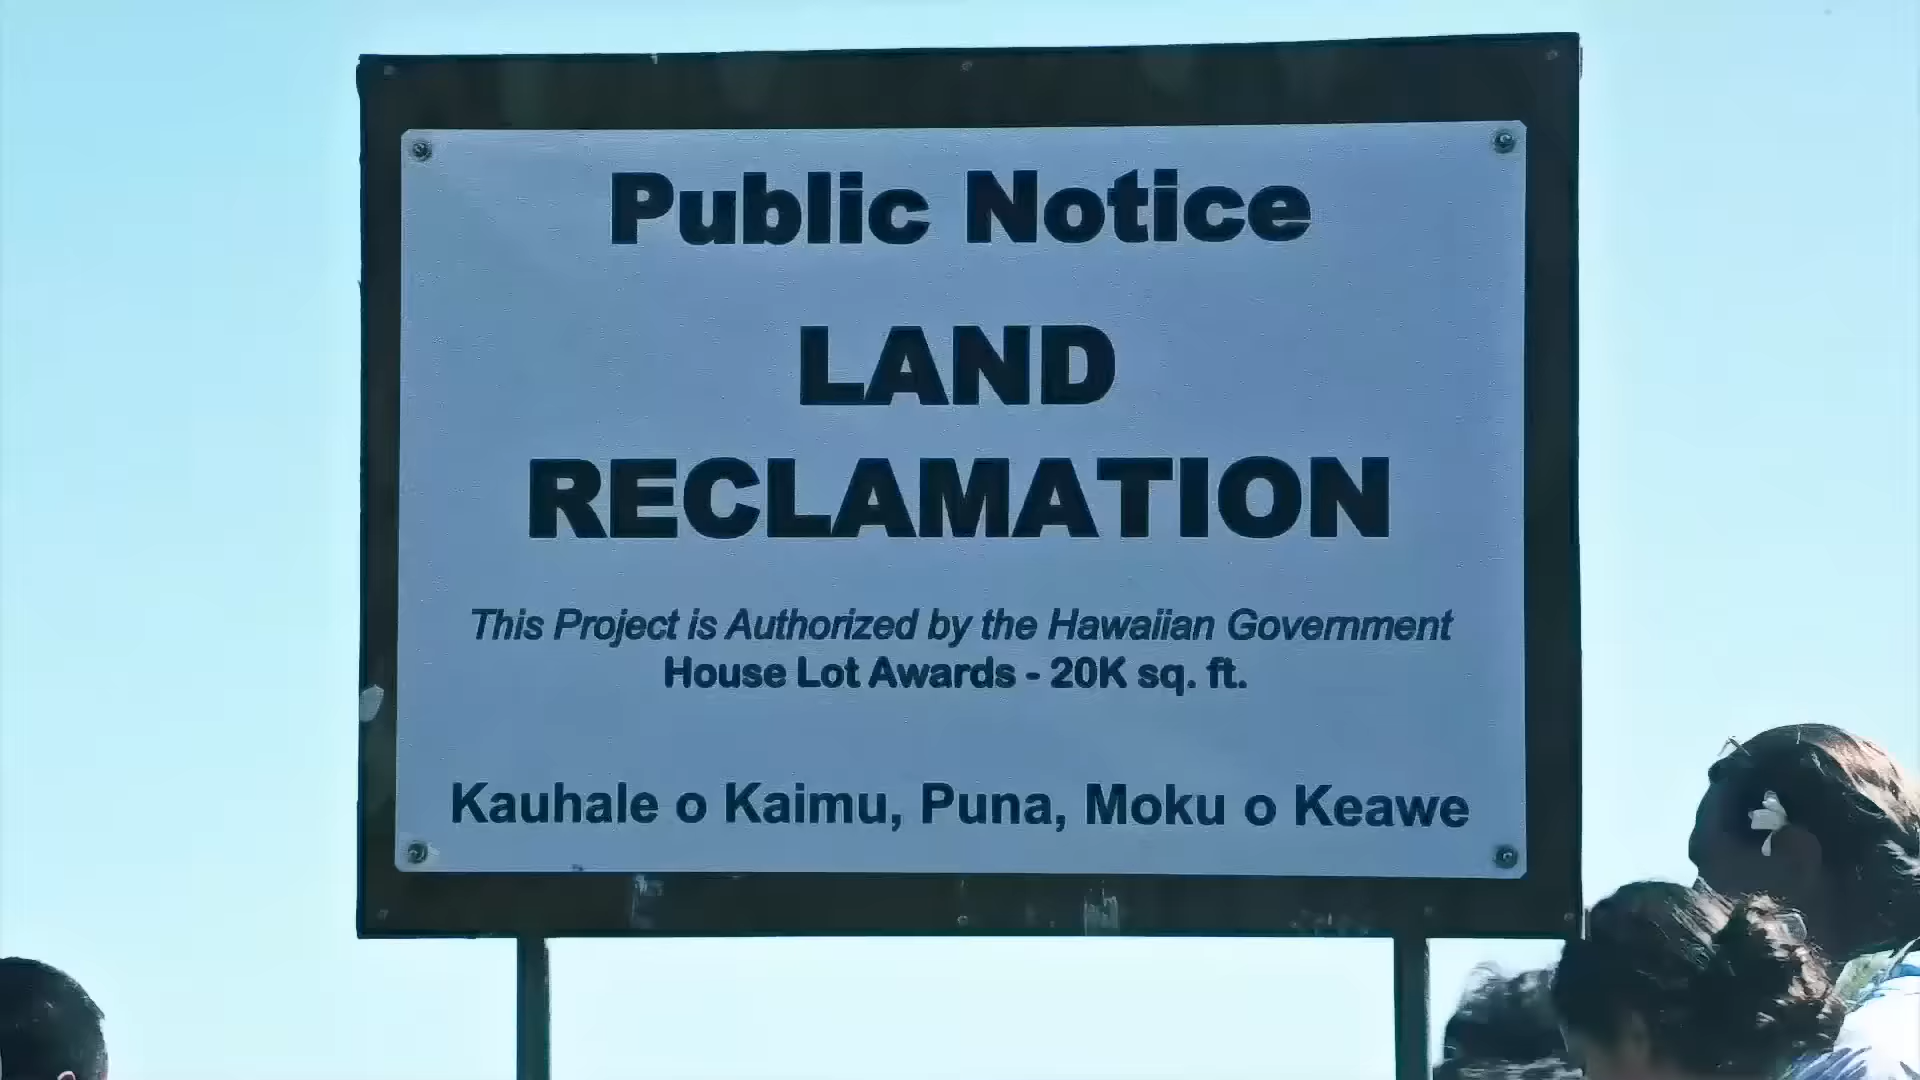 Public Notice
LAND
RECLAMATION
This Project is Authorized by the Hawaiian Government
House Lot Awards - 20K sq. ft.
Kauhale o Kaimu, Puna, Moku o Keawe